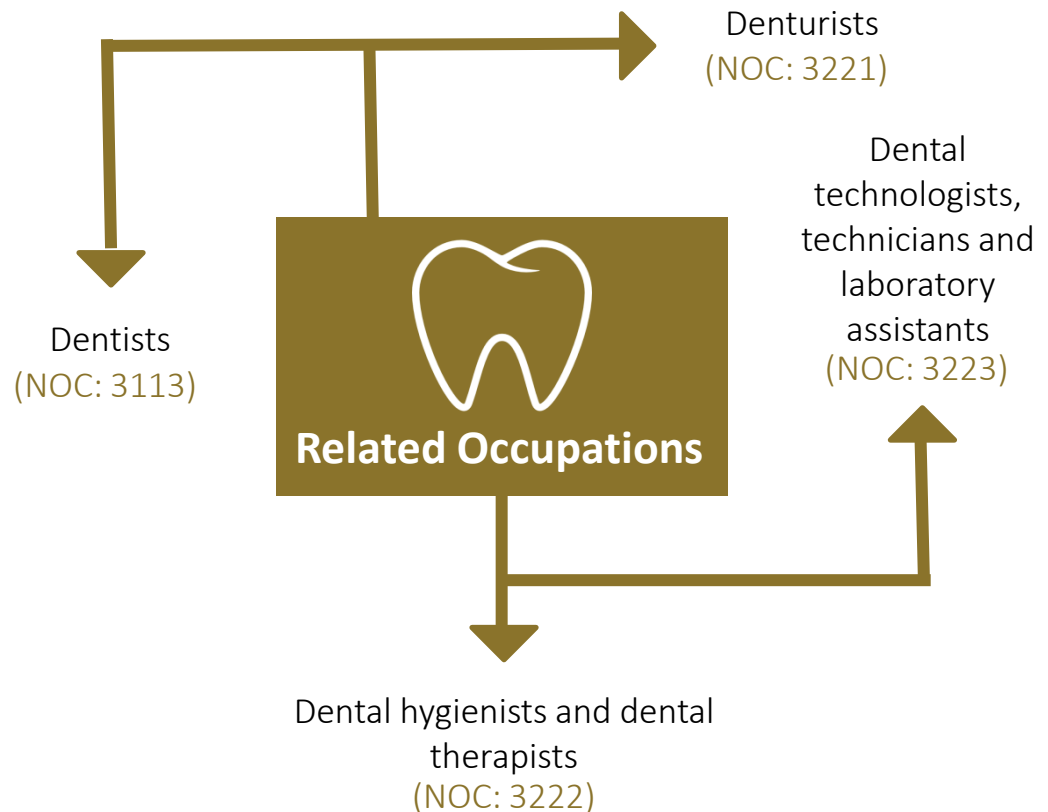 Denturists
(NOC: 3221)
Dental
technologists,
technicians and
laboratory
assistants
(NOC: 3223)
Dentists
(NOC: 3113)
Related Occupations
Dental hygienists and dental
therapists
(NOC: 3222)